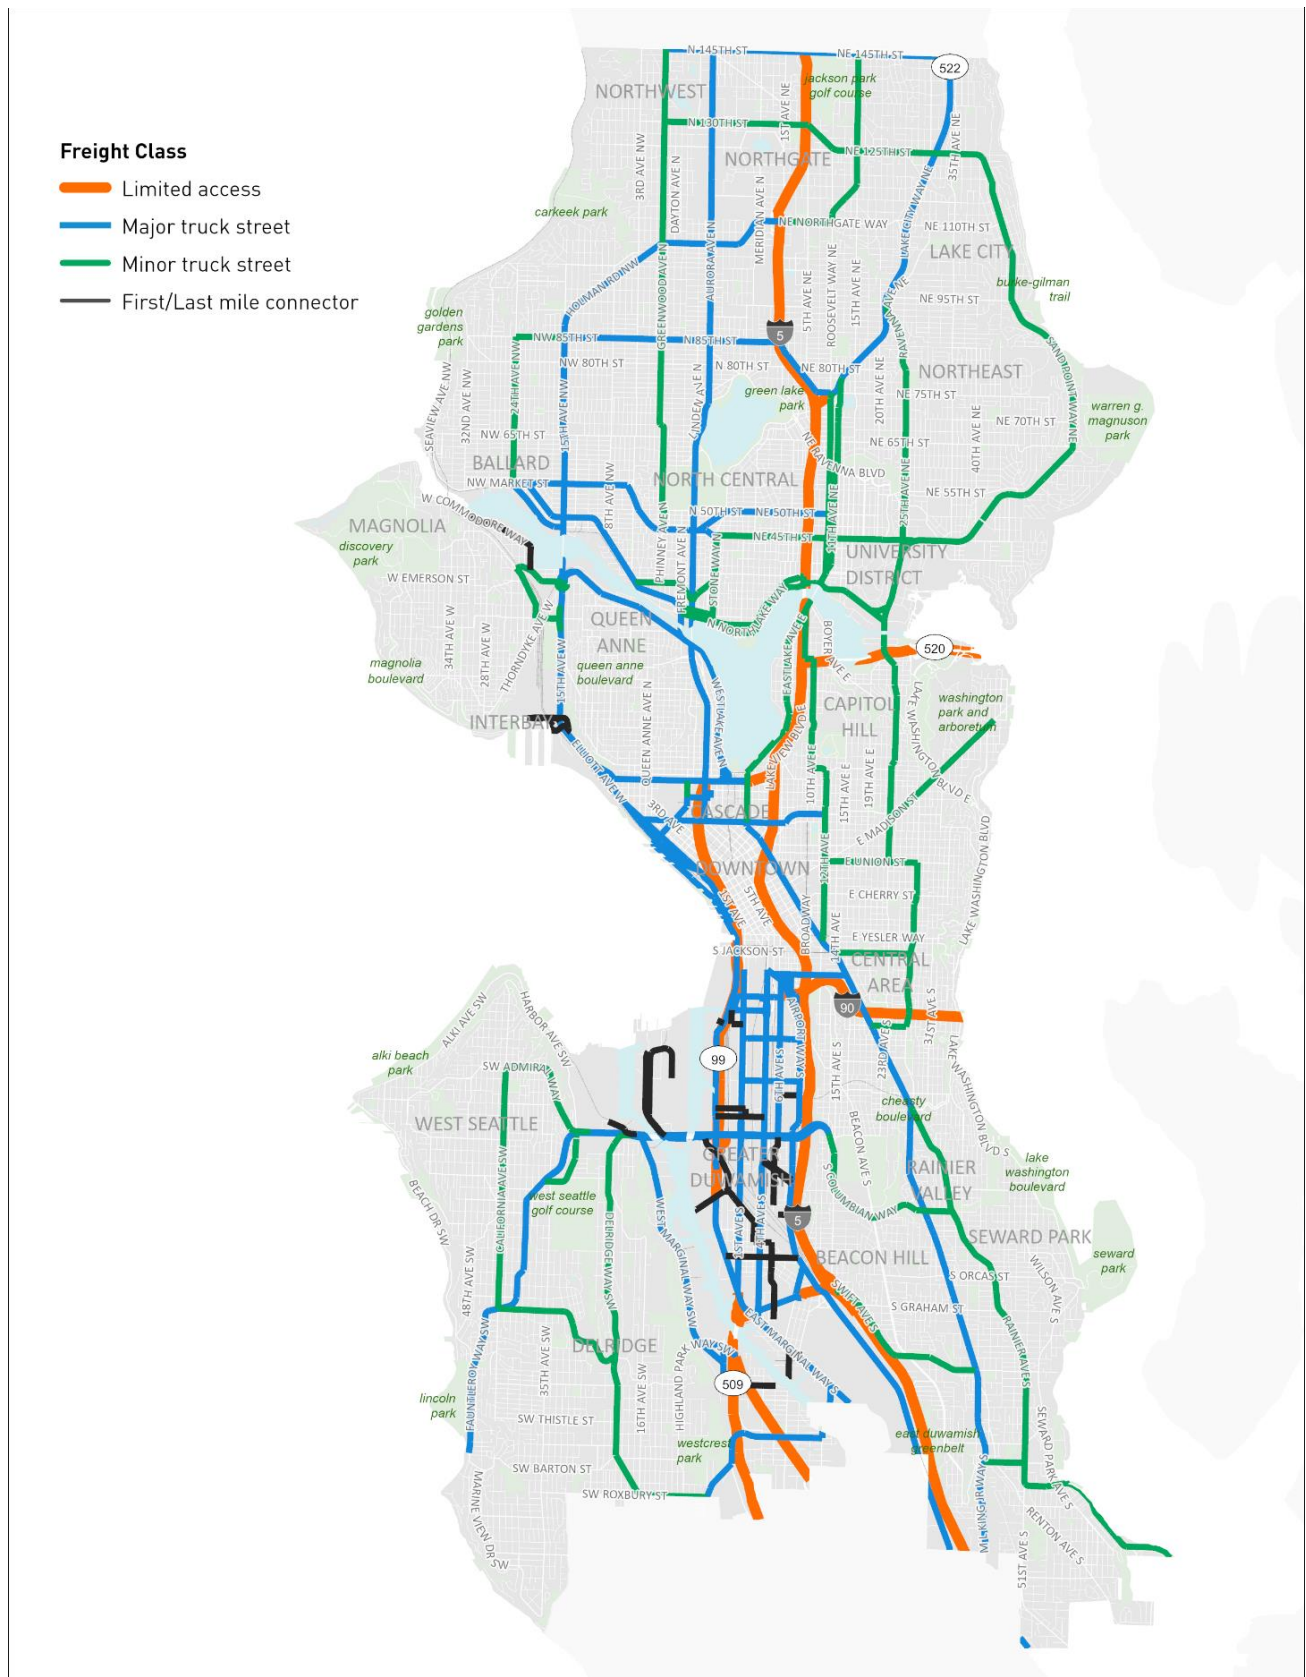 Freight Class
Limited access
Major truck street
Minor truck street
First/Last mile connector
N 145TH ST
NE 145TH ST
522
jackson park
golf course
NORTHWEST
1ST AVE NE
N 130TH ST
35TH AVE NE
3RD AVE NW
DAYTON AVE N
NORTHGATE
NE 125TH ST
MERIDIAN AVE N
LAKE CITY WAY NE
carkeek park
NE NORTHGATE WAY
NE 110TH ST
LAKE CITY
HOLMAN RD NW
GREENWOOD AVE N
AURORA AVE N
5TH AVE NE
ROOSEVELT WAY NE
15TH AVE NE
RAVENNA AVE NE
NE 95TH ST
burke-gilman
trail
golden
gardens
park
5
NW 85TH ST
N 85TH ST
NW 80TH ST
N 80TH ST
NE 80TH ST
SAND POINT WAY NE
SEAVIEW AVE NW
32ND AVE NW
24TH AVE NW
15TH AVE NW
LINDEN AVE N
green lake
park
20TH AVE NE
NORTHEAST
NE 75TH ST
40TH AVE NE
NE 70TH ST
warren g.
magnuson
park
NW 65TH ST
NE 65TH ST
NE RAVENNA BLVD
BALLARD
NW MARKET ST
8TH AVE NW
NORTH CENTRAL
11TH AVE NE
25TH AVE NE
NE 55TH ST
W COMMODORE WAY
N 50TH ST
NE 50TH ST
MAGNOLIA
discovery
park
PHINNEY AVE N
FREMONT AVE N
STONE WAY N
NE 45TH ST
UNIVERSITY
DISTRICT
W EMERSON ST
34TH AVE W
28TH AVE W
THORNDYKE AVE W
15TH AVE W
QUEEN
ANNE
N NORTHLAKE WAY
EASTLAKE AVE E
BOYER AVE E
520
magnolia
boulevard
queen anne
boulevard
QUEEN ANNE AVE N
WESTLAKE AVE N
LAKEVIEW BLVD E
CAPITOL
HILL
LAKE WASHINGTON BLVD E
washington
park and
arboretum
INTERBAY
ELLIOTT AVE W
10TH AVE E
15TH AVE E
19TH AVE E
3RD AVE
CASCADE
E MADISON ST
LAKE WASHINGTON BLVD
DOWNTOWN
12TH AVE
E UNION ST
1ST AVE
5TH AVE
BROADWAY
14TH AVE
E CHERRY ST
E YESLER WAY
S JACKSON ST
CENTRAL
AREA
90
31ST AVE S
23RD AVE S
LAKE WASHINGTON BLVD S
ALKI AVE SW
HARBOR AVE SW
alki beach
park
SW ADMIRAL WAY
99
6TH AVE S
AIRPORT WAY S
15TH AVE S
cheasty
boulevard
WEST SEATTLE
BEACON AVE S
GREATER
DUWAMISH
RAINIER
VALLEY
lake
washington
boulevard
BEACH DR SW
CALIFORNIA AVE SW
west seattle
golf course
DELRIDGE WAY SW
WEST MARGINAL WAY SW
1ST AVE S
4TH AVE S
5
S COLUMBIAN WAY
SEWARD PARK
seward
park
BEACON HILL
48TH AVE SW
S ORCAS ST
WILSON AVE S
SWIFT AVE S
S GRAHAM ST
FAUNTLEROY WAY SW
35TH AVE SW
DELRIDGE
16TH AVE SW
HIGHLAND PARK WAY SW
EAST MARGINAL WAY S
RAINIER AVE S
509
lincoln
park
SW THISTLE ST
westcrest
park
east duwamish
greenbelt
SEWARD PARK AVE S
SW BARTON ST
SW ROXBURY ST
MARINE VIEW DR SW
M L KING JR WAY S
RENTON AVE S
51ST AVE S